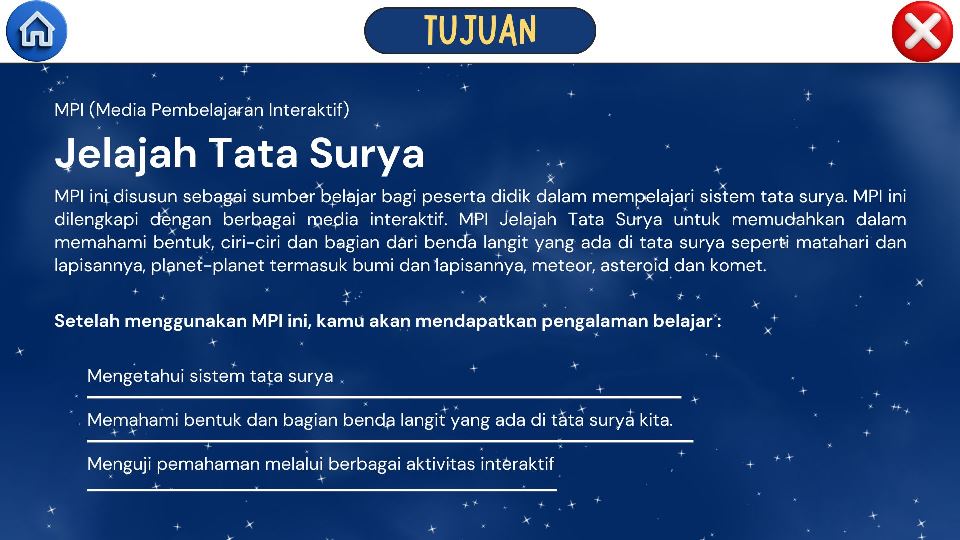 TUJUAN
MPI (Media Pembelajaran Interaktif)
Jelajah Tata Surya
MPI ini disusun sebagai sumber belajar bagi peserta didik dalam mempelajari sistem tata surya. MPI ini
dilengkapi dengan berbagai media interaktif. MPI Jelajah Tata Surya untuk memudahkan dalam
memahami bentuk, ciri-ciri dan bagian dari benda langit yang ada di tata surya seperti matahari dan
lapisannya, planet-planet termasuk bumi dan lapisannya, meteor, asteroid dan komet.
Setelah menggunakan MPI ini, kamu akan mendapatkan pengalaman belajar :
Mengetahui sistem tata surya
Memahami bentuk dan bagian benda langit yang ada di tata surya kita.
Menguji pemahaman melalui berbagai aktivitas interaktif